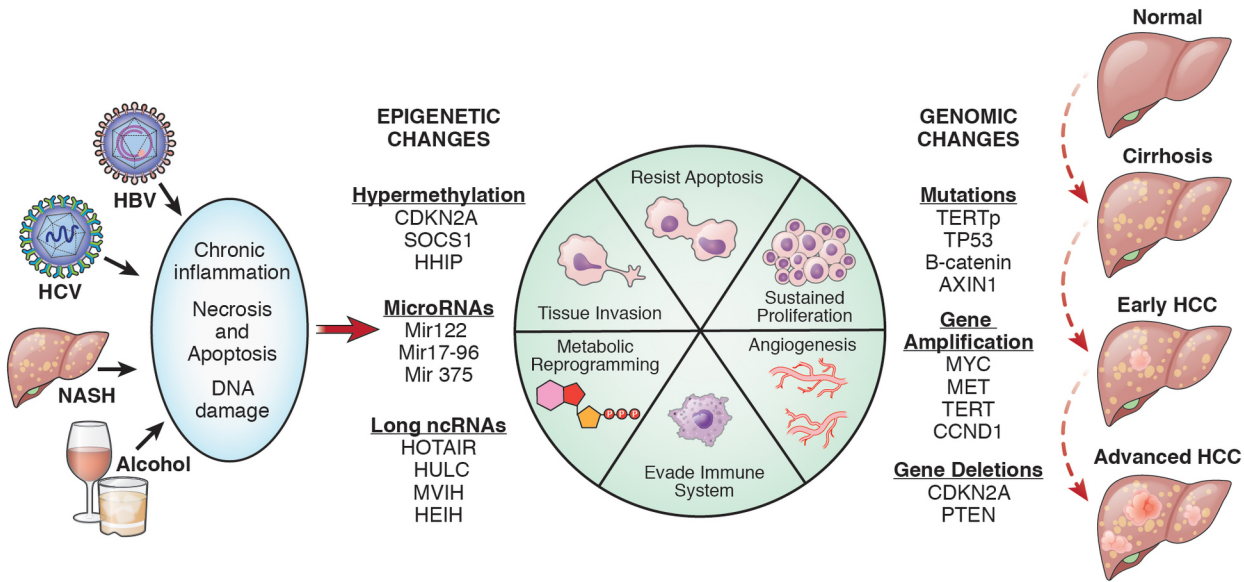 HBV
HCV
NASH
Alcohol
Chronic
inflammation
Necrosis
and
Apoptosis
DNA
damage
EPIGENETIC
CHANGES
Hypermethylation
CDKN2A
SOCS1
HHIP
MicroRNAs
Mir122
Mir17-96
Mir 375
Long ncRNAs
HOTAIR
HULC
MVIH
HEIH
Resist Apoptosis
Tissue Invasion
Sustained
Proliferation
Metabolic
Reprogramming
P P P
Angiogenesis
Evade Immune
System
GENOMIC
CHANGES
Mutations
TERTp
TP53
B-catenin
AXIN1
Gene
Amplification
MYC
MET
TERT
CCND1
Gene Deletions
CDKN2A
PTEN
Normal
Cirrhosis
Early HCC
Advanced HCC